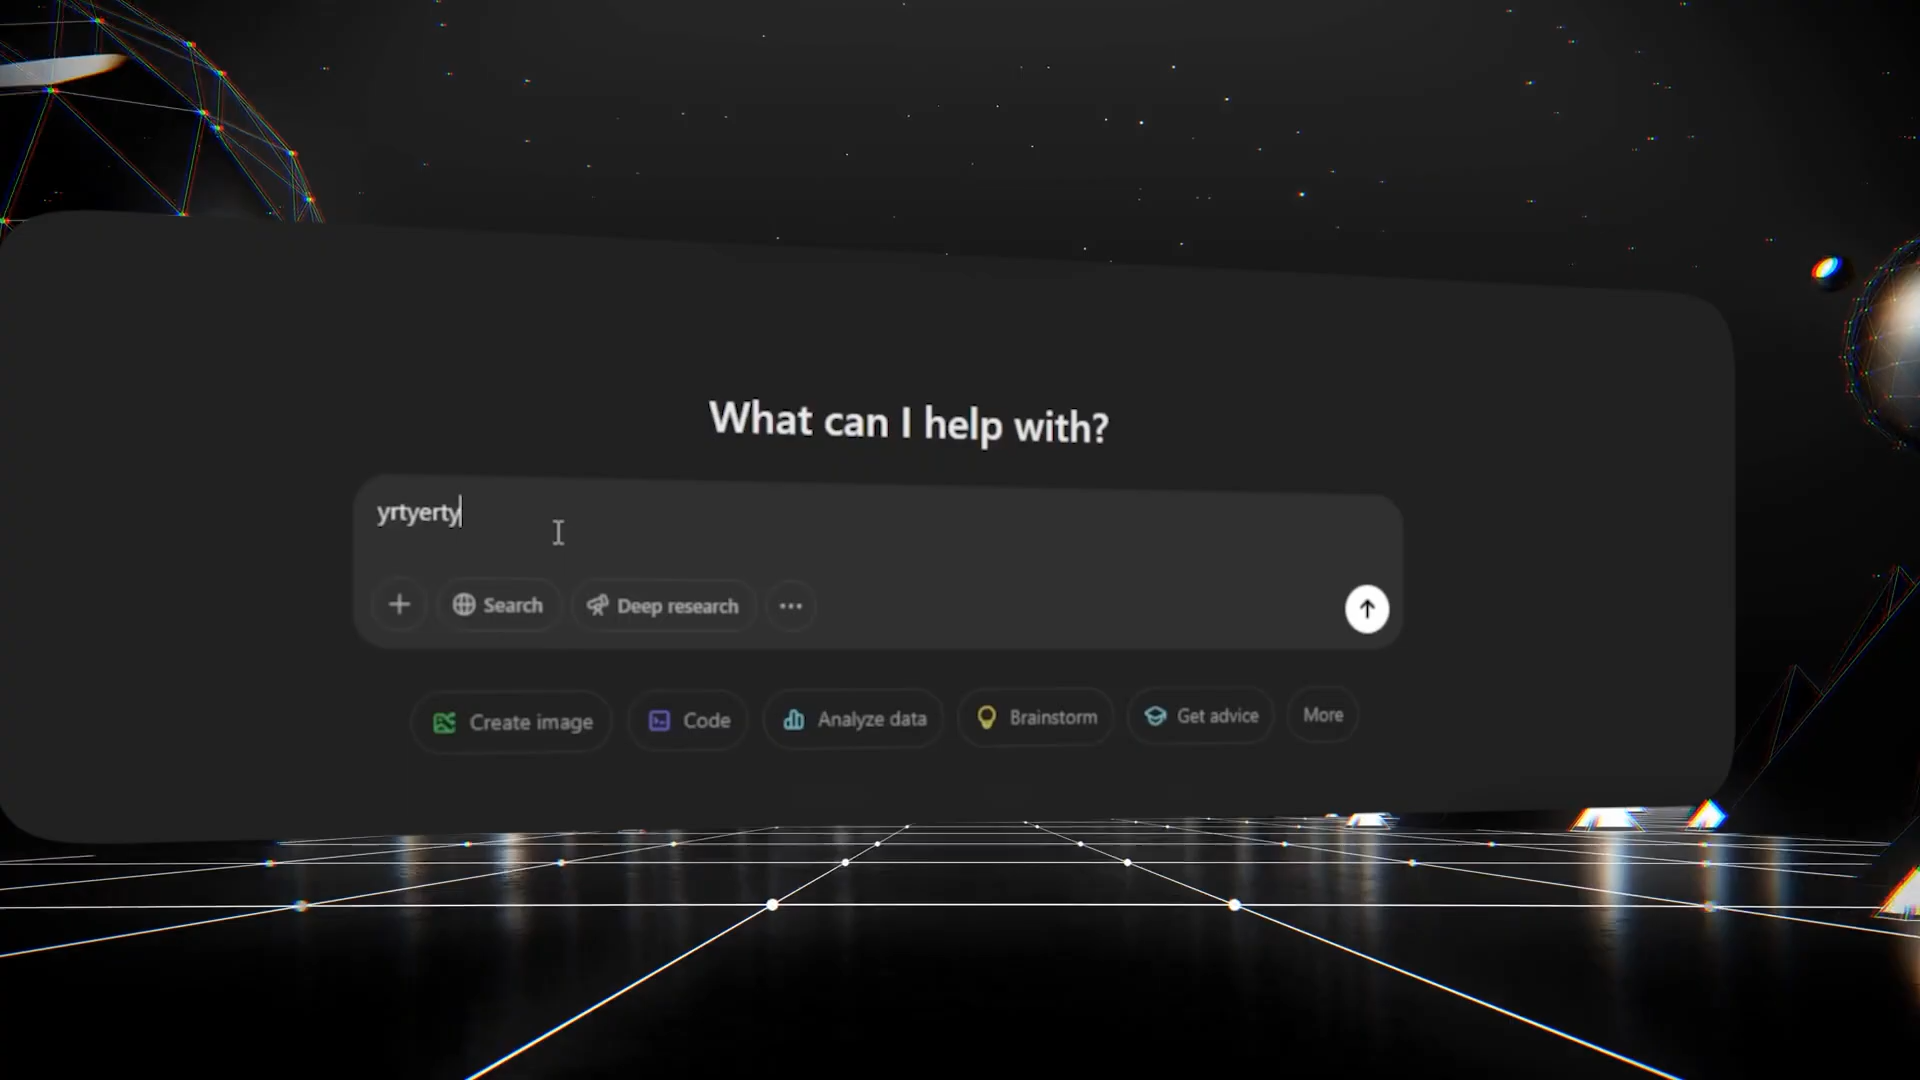 What can I help with?
yrtyerty
Search
Deep research
Create image
Code
Analyze data
Brainstorm
Get advice
More